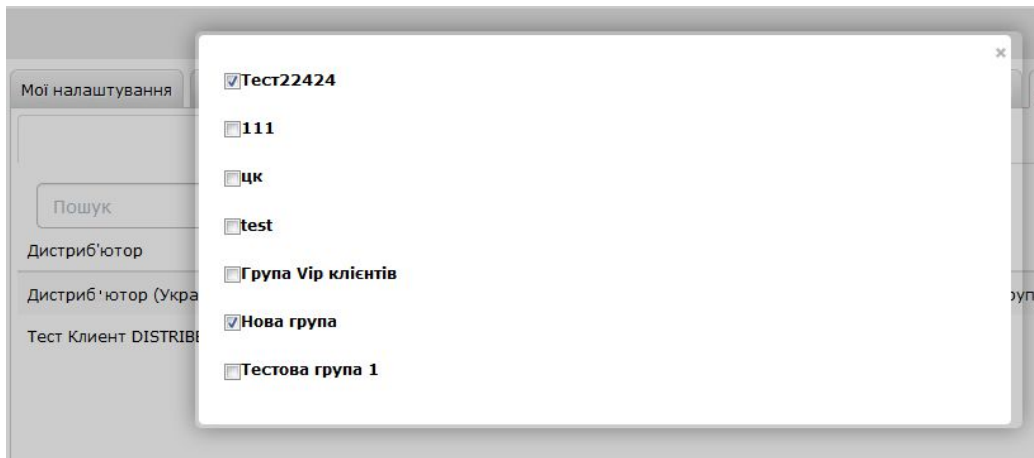 Мої налаштування
Тест22424
111
цк
test
Група Vip клієнтів
Нова група
Тестова група 1
Пошук
Дистриб'ютор
Дистриб'ютор (Укра
Тест Клиент DISTRIB